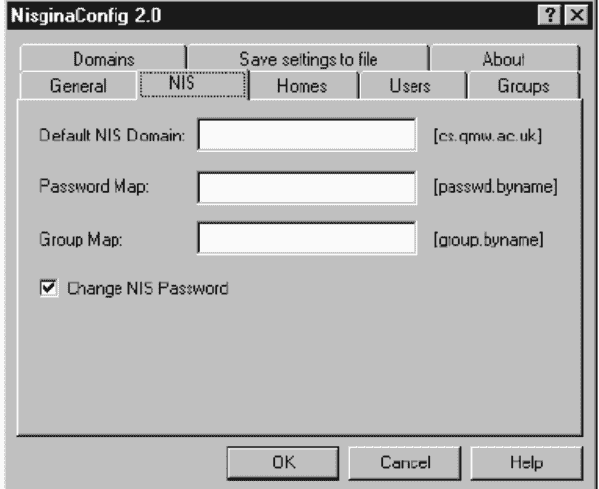 NisginaConfig 2.0
Domains Save settings to file About
General NIS Homes Users Groups
Default NIS Domain: [cs.qmw.ac.uk]
Password Map: [passwd.byname]
Group Map: [group.byname]
Change NIS Password
OK Cancel Help